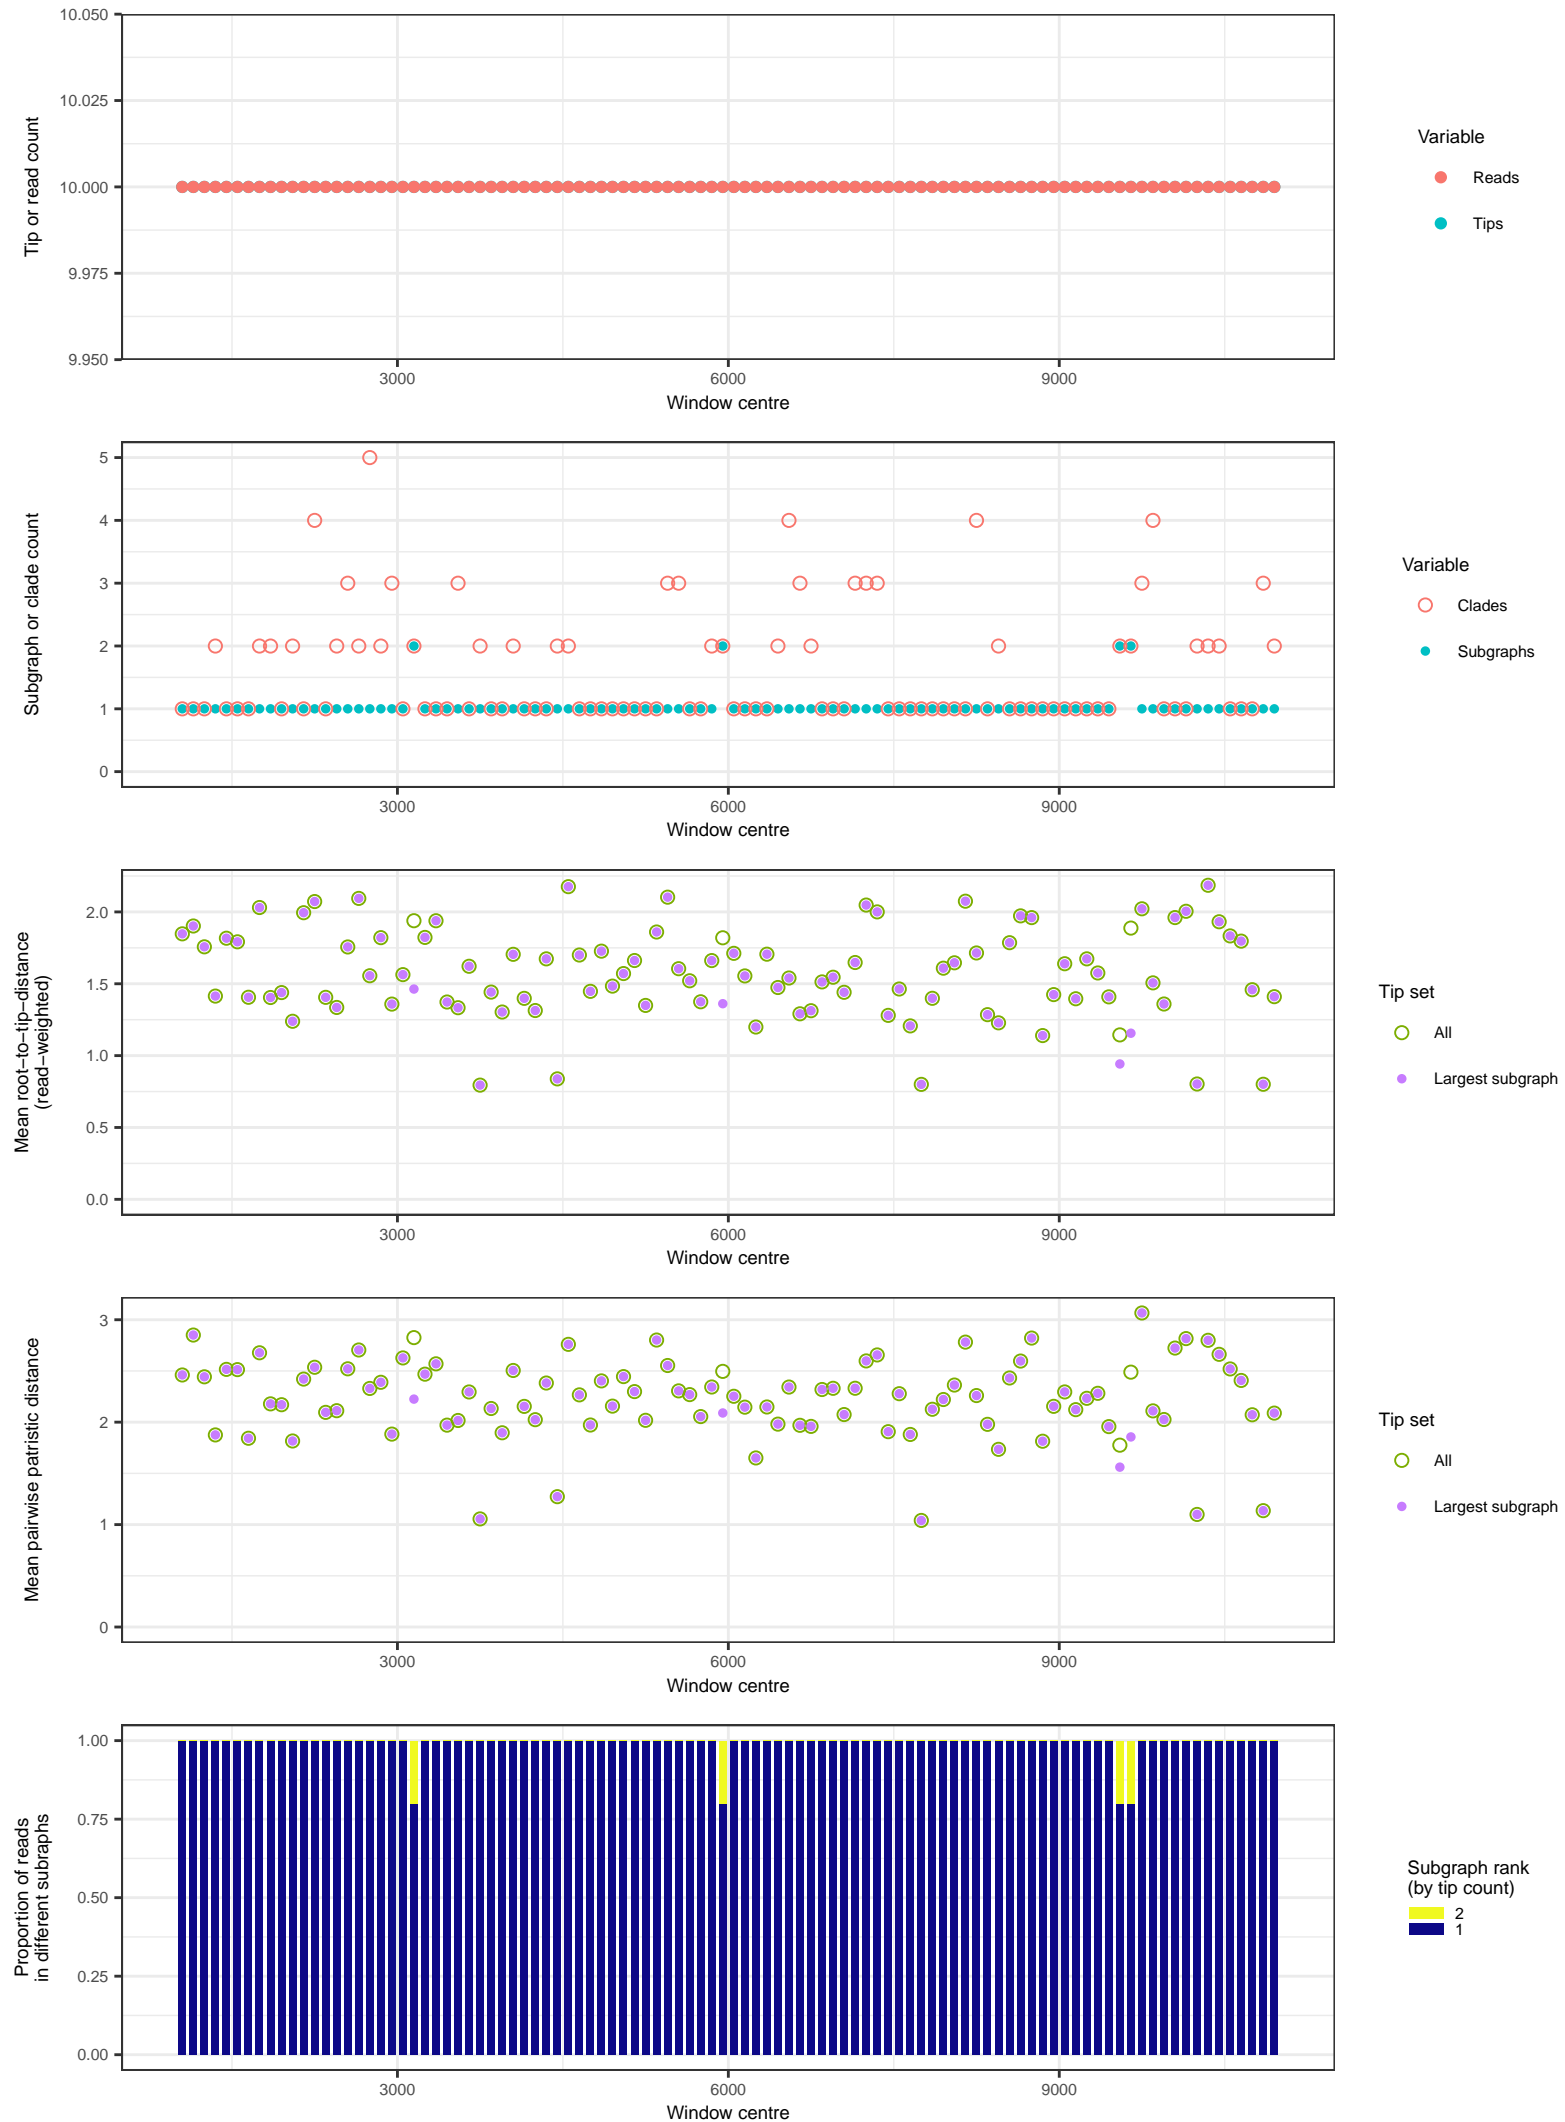 10.050
10.025
10.000
9.975
9.950
Tip or read count
3000
6000
9000
Window centre
Variable
Reads
Tips
5
4
3
2
1
0
Subgraph or clade count
3000
6000
9000
Window centre
Variable
Clades
Subgraphs
2.0
1.5
1.0
0.5
0.0
Mean root−to−tip−distance
(read−weighted)
3000
6000
9000
Window centre
Tip set
All
Largest subgraph
3
2
1
0
Mean pairwise patristic distance
3000
6000
9000
Window centre
Tip set
All
Largest subgraph
1.00
0.75
0.50
0.25
0.00
Proportion of reads
in different subraphs
3000
6000
9000
Window centre
Subgraph rank
(by tip count)
2
1